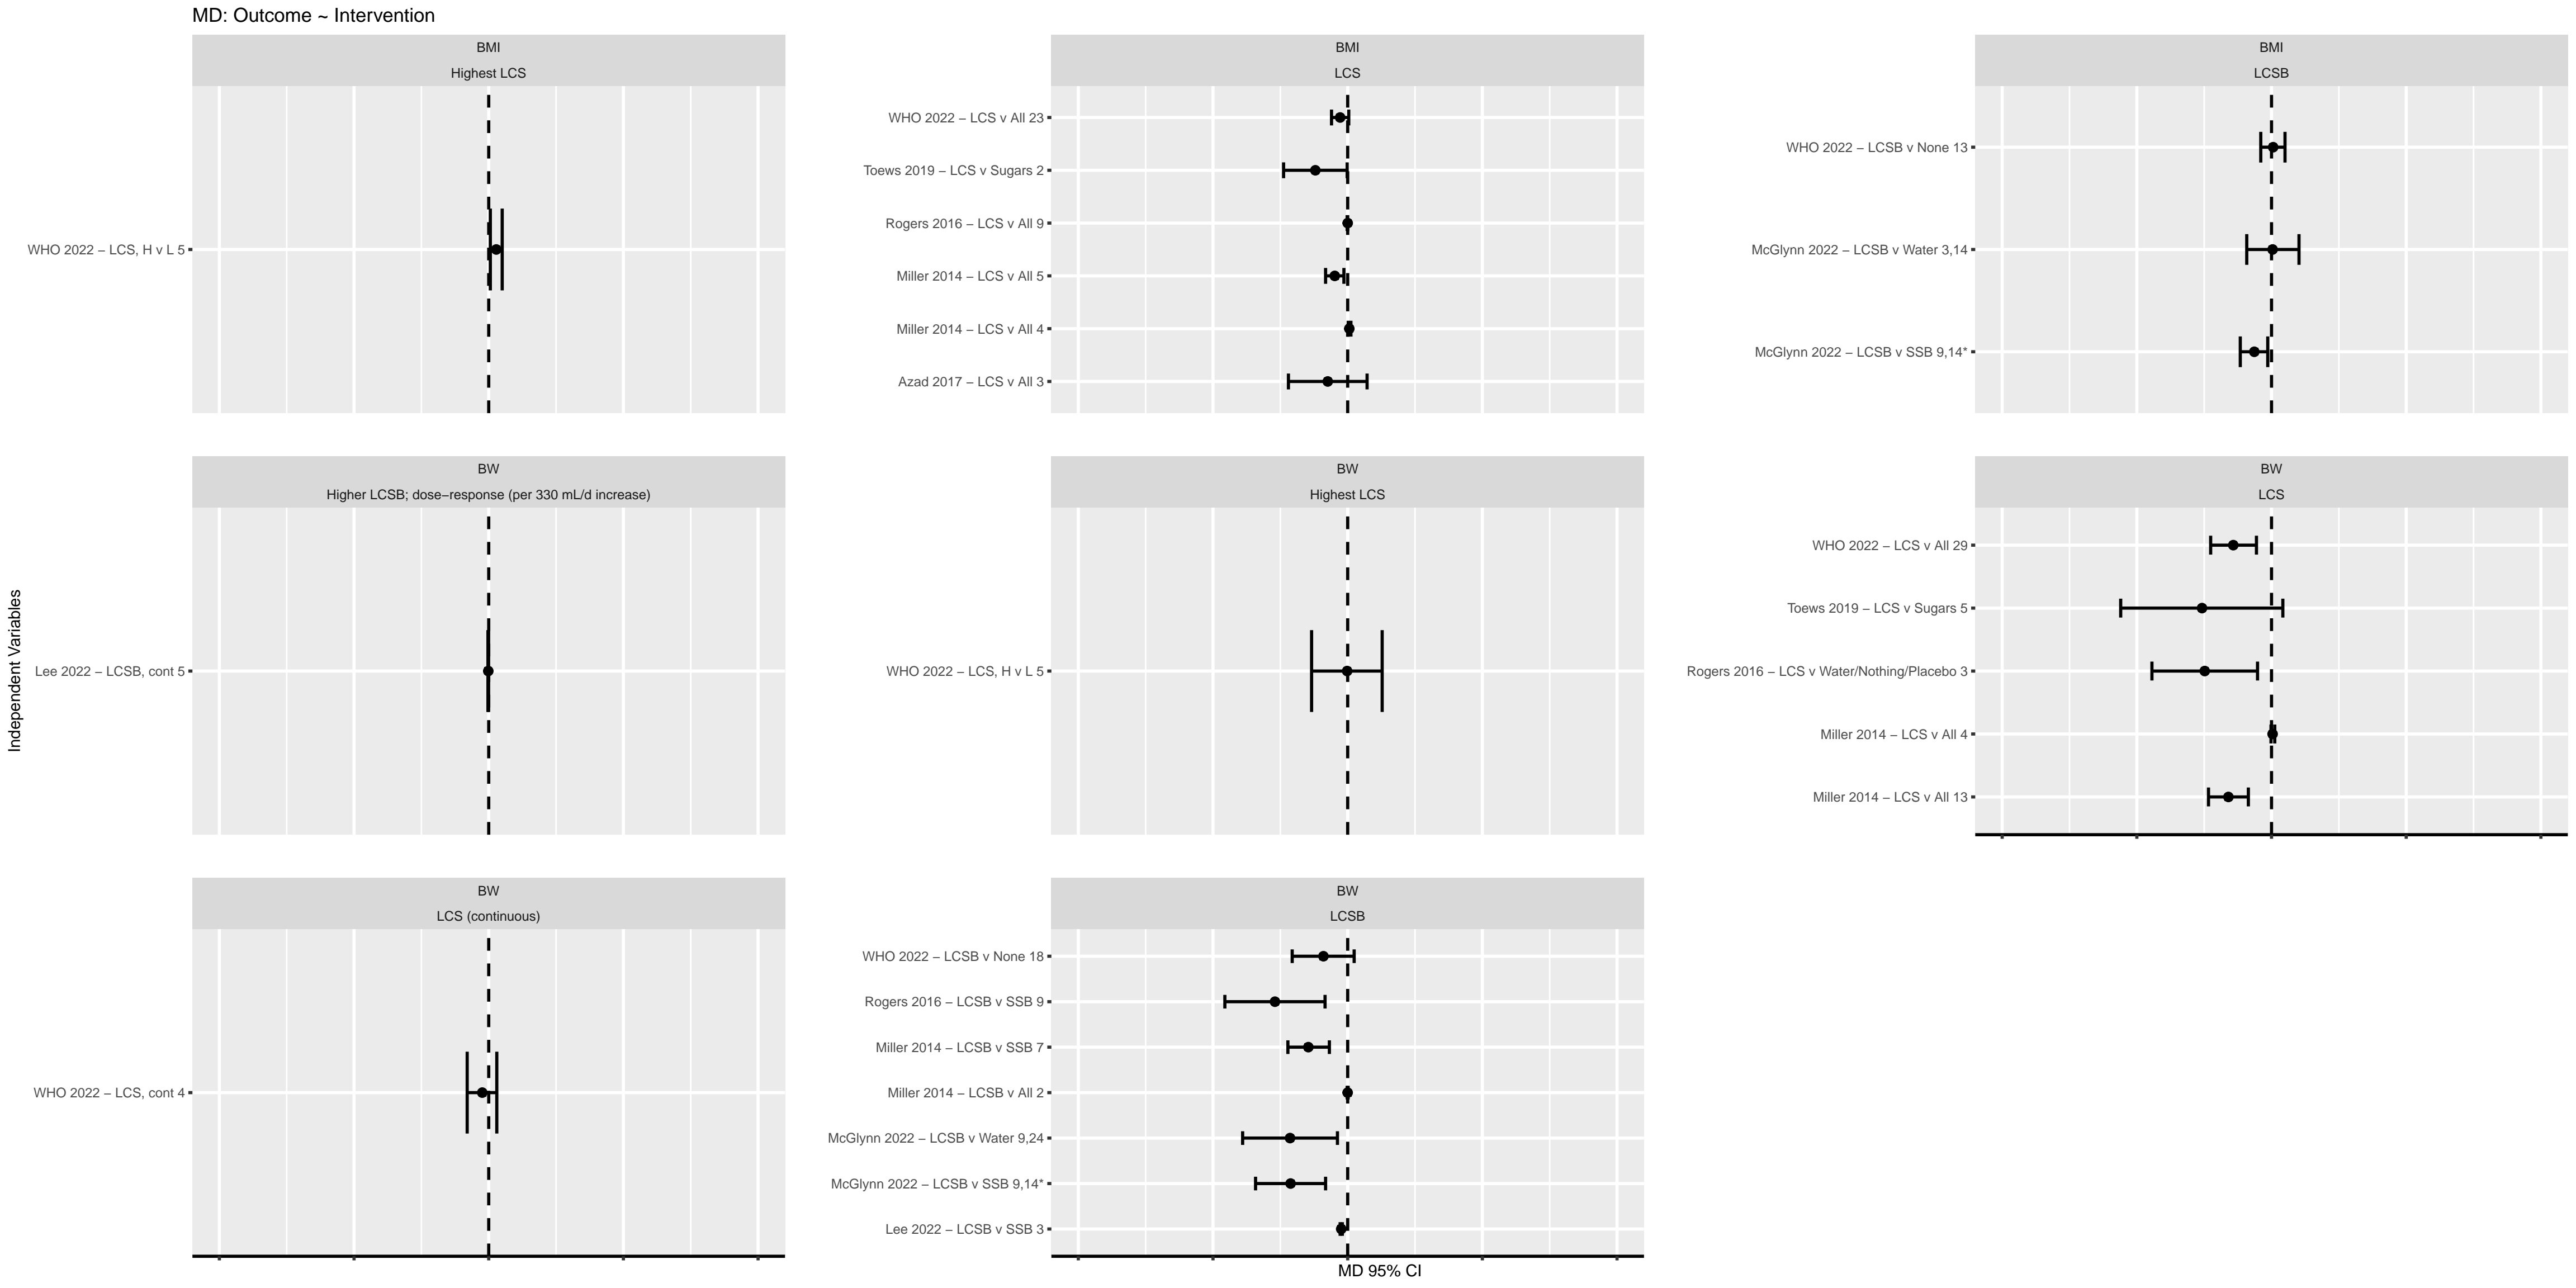 MD: Outcome ~ Intervention
BMI
Highest LCS
WHO 2022 – LCS, H v L 5
BMI
LCS
WHO 2022 – LCS v All 23
Toews 2019 – LCS v Sugars 2
Rogers 2016 – LCS v All 9
Miller 2014 – LCS v All 5
Miller 2014 – LCS v All 4
Azad 2017 – LCS v All 3
BMI
LCSB
WHO 2022 – LCSB v None 13
McGlynn 2022 – LCSB v Water 3,14
McGlynn 2022 – LCSB v SSB 9,14*
Independent Variables
BW
Higher LCSB; dose–response (per 330 mL/d increase)
Lee 2022 – LCSB, cont 5
BW
Highest LCS
WHO 2022 – LCS, H v L 5
BW
LCS
WHO 2022 – LCS v All 29
Toews 2019 – LCS v Sugars 5
Rogers 2016 – LCS v Water/Nothing/Placebo 3
Miller 2014 – LCS v All 4
Miller 2014 – LCS v All 13
BW
LCS (continuous)
WHO 2022 – LCS, cont 4
BW
LCSB
WHO 2022 – LCSB v None 18
Rogers 2016 – LCSB v SSB 9
Miller 2014 – LCSB v SSB 7
Miller 2014 – LCSB v All 2
McGlynn 2022 – LCSB v Water 9,24
McGlynn 2022 – LCSB v SSB 9,14*
Lee 2022 – LCSB v SSB 3
MD 95% CI